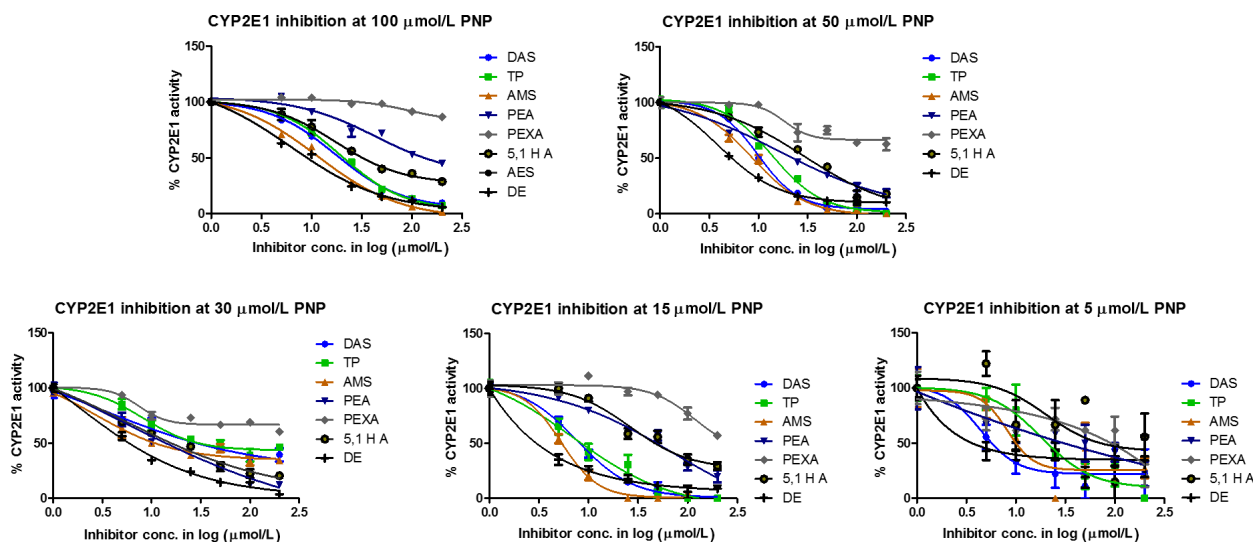 CYP2E1 inhibition at 100 μmol/L PNP
150
100
50
0
0.0 0.5 1.0 1.5 2.0 2.5
% CYP2E1 activity
Inhibitor conc. in log (μmol/L)
DAS
TP
AMS
PEA
PEXA
5,1 H A
AES
DE
CYP2E1 inhibition at 50 μmol/L PNP
150
100
50
0
0.0 0.5 1.0 1.5 2.0 2.5
% CYP2E1 activity
Inhibitor conc. in log (μmol/L)
DAS
TP
AMS
PEA
PEXA
5,1 H A
DE
CYP2E1 inhibition at 30 μmol/L PNP
150
100
50
0
0.0 0.5 1.0 1.5 2.0 2.5
% CYP2E1 activity
Inhibitor conc. in log (μmol/L)
DAS
TP
AMS
PEA
PEXA
5,1 H A
DE
CYP2E1 inhibition at 15 μmol/L PNP
150
100
50
0
0.0 0.5 1.0 1.5 2.0 2.5
% CYP2E1 activity
Inhibitor conc. in log (μmol/L)
DAS
TP
AMS
PEA
PEXA
5,1 H A
DE
CYP2E1 inhibition at 5 μmol/L PNP
150
100
50
0
0.0 0.5 1.0 1.5 2.0 2.5
% CYP2E1 activity
Inhibitor conc. in log (μmol/L)
DAS
TP
AMS
PEA
PEXA
5,1 H A
DE